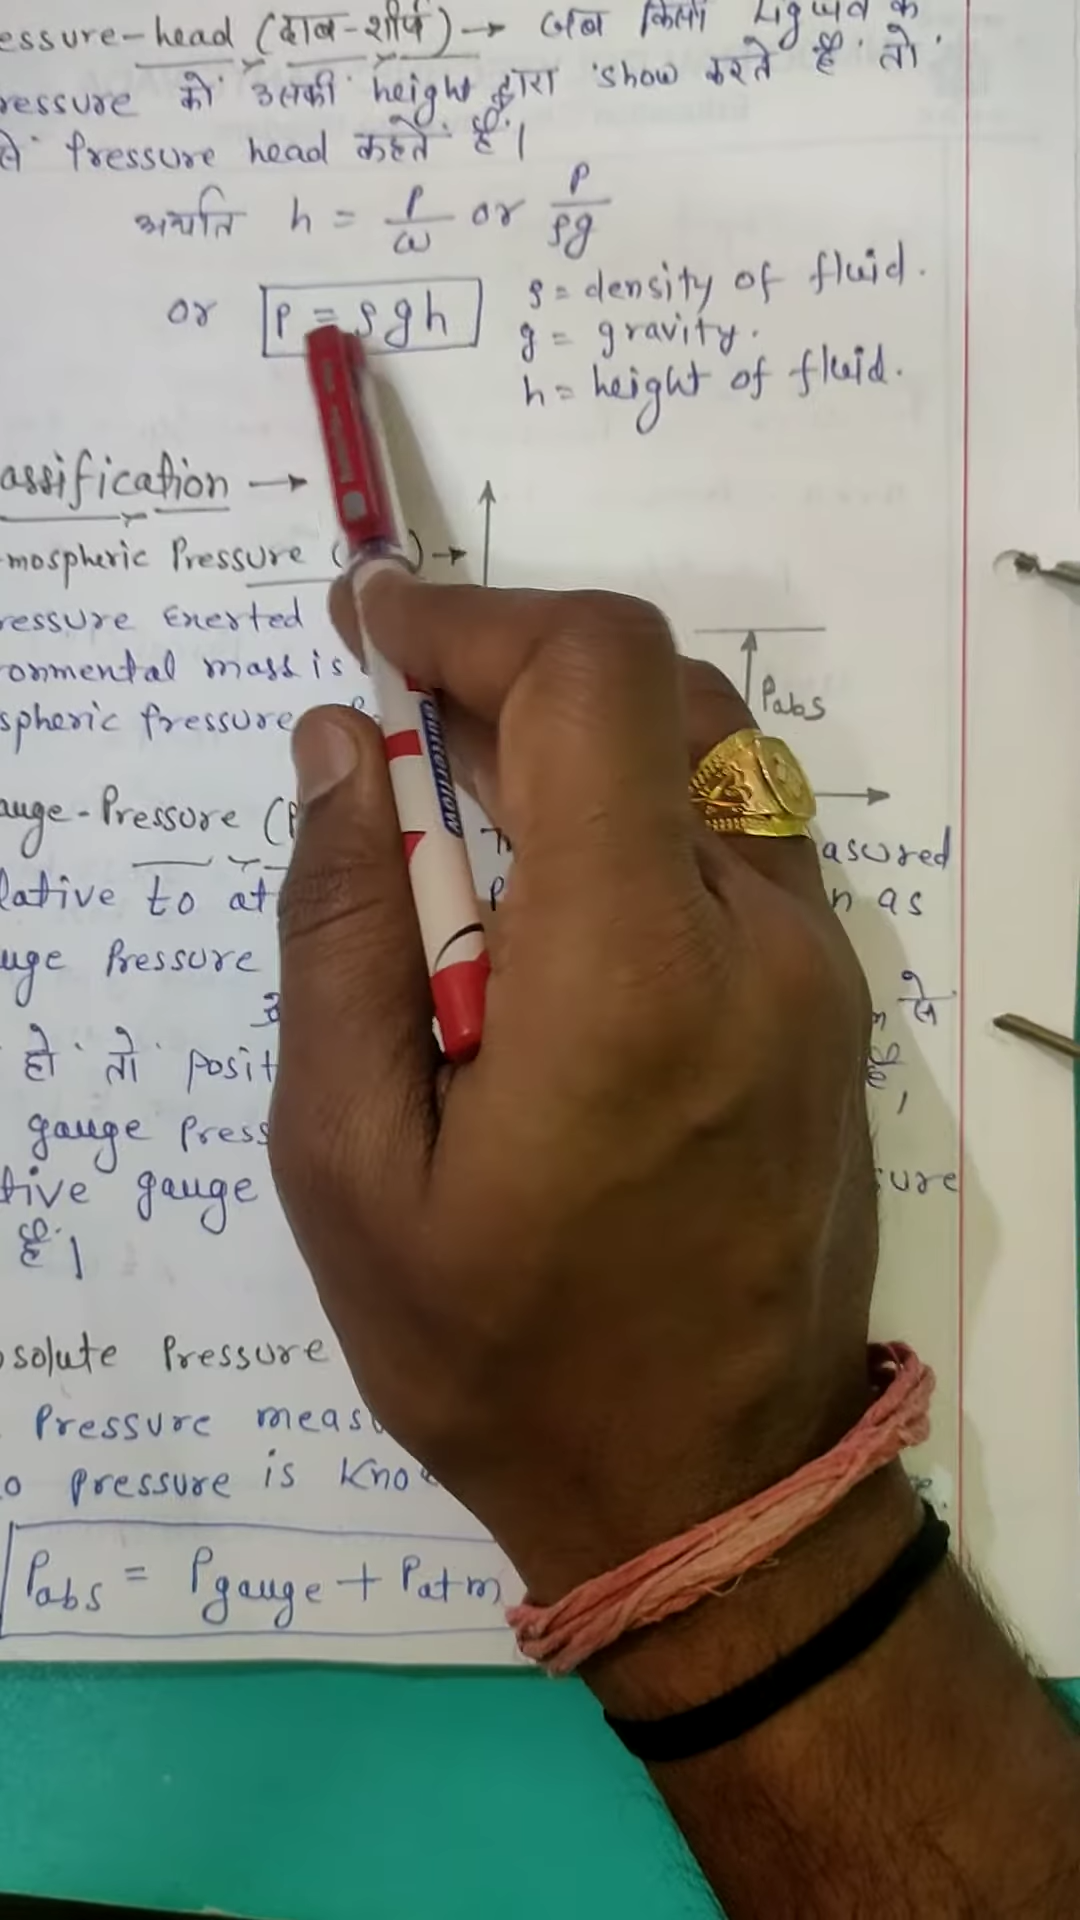 essure-head (दाब-शीर्ष) → जब किसी Liquid के
ressure को उसकी height द्वारा show करते हैं तो
से Pressure head कहते हैं।
अर्थात h = P/ω or P/ρg
or P = ρgh
ρ = density of fluid.
g = gravity.
h = height of fluid.
assification →
mospheric Pressure ( ) →
ressure Exerted
onmental mass is
spheric Pressure
Pabs
auge-Pressure (P
asured
lative to at
n as
uge Pressure
से
हो तो posit
है,
gauge press
tive gauge
sure
है।
solute Pressure
Pressure meas
o pressure is kno
Pabs = Pgauge + Patm